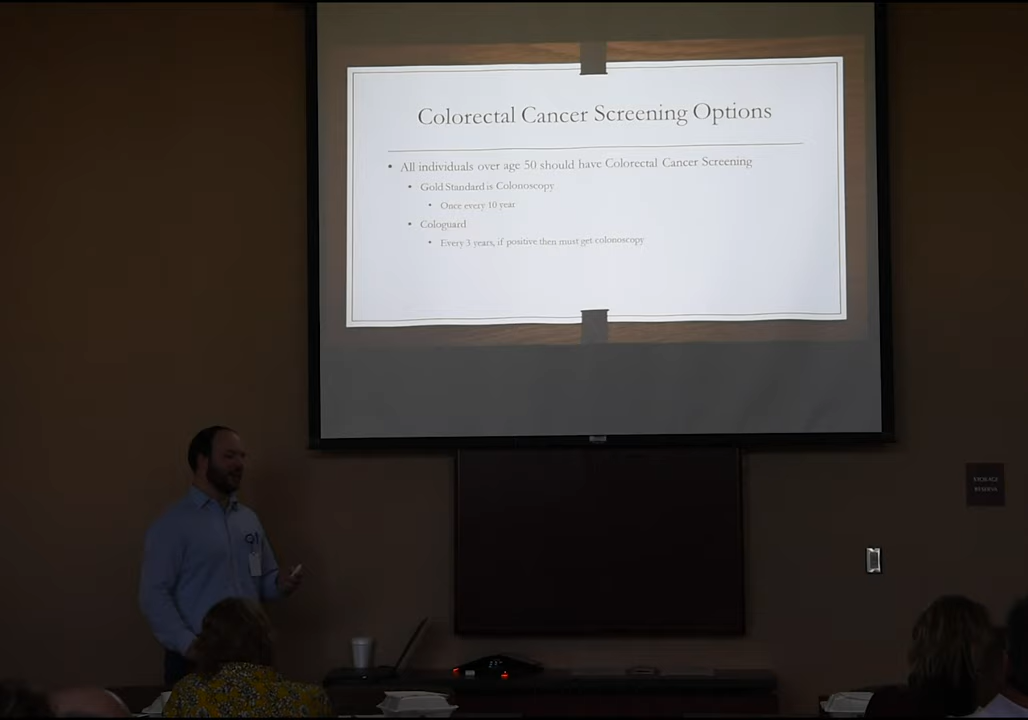 Colorectal Cancer Screening Options
• All individuals over age 50 should have Colorectal Cancer Screening
• Gold Standard is Colonoscopy
• Once every 10 year
• Cologuard
• Every 3 years, if positive then must get colonoscopy